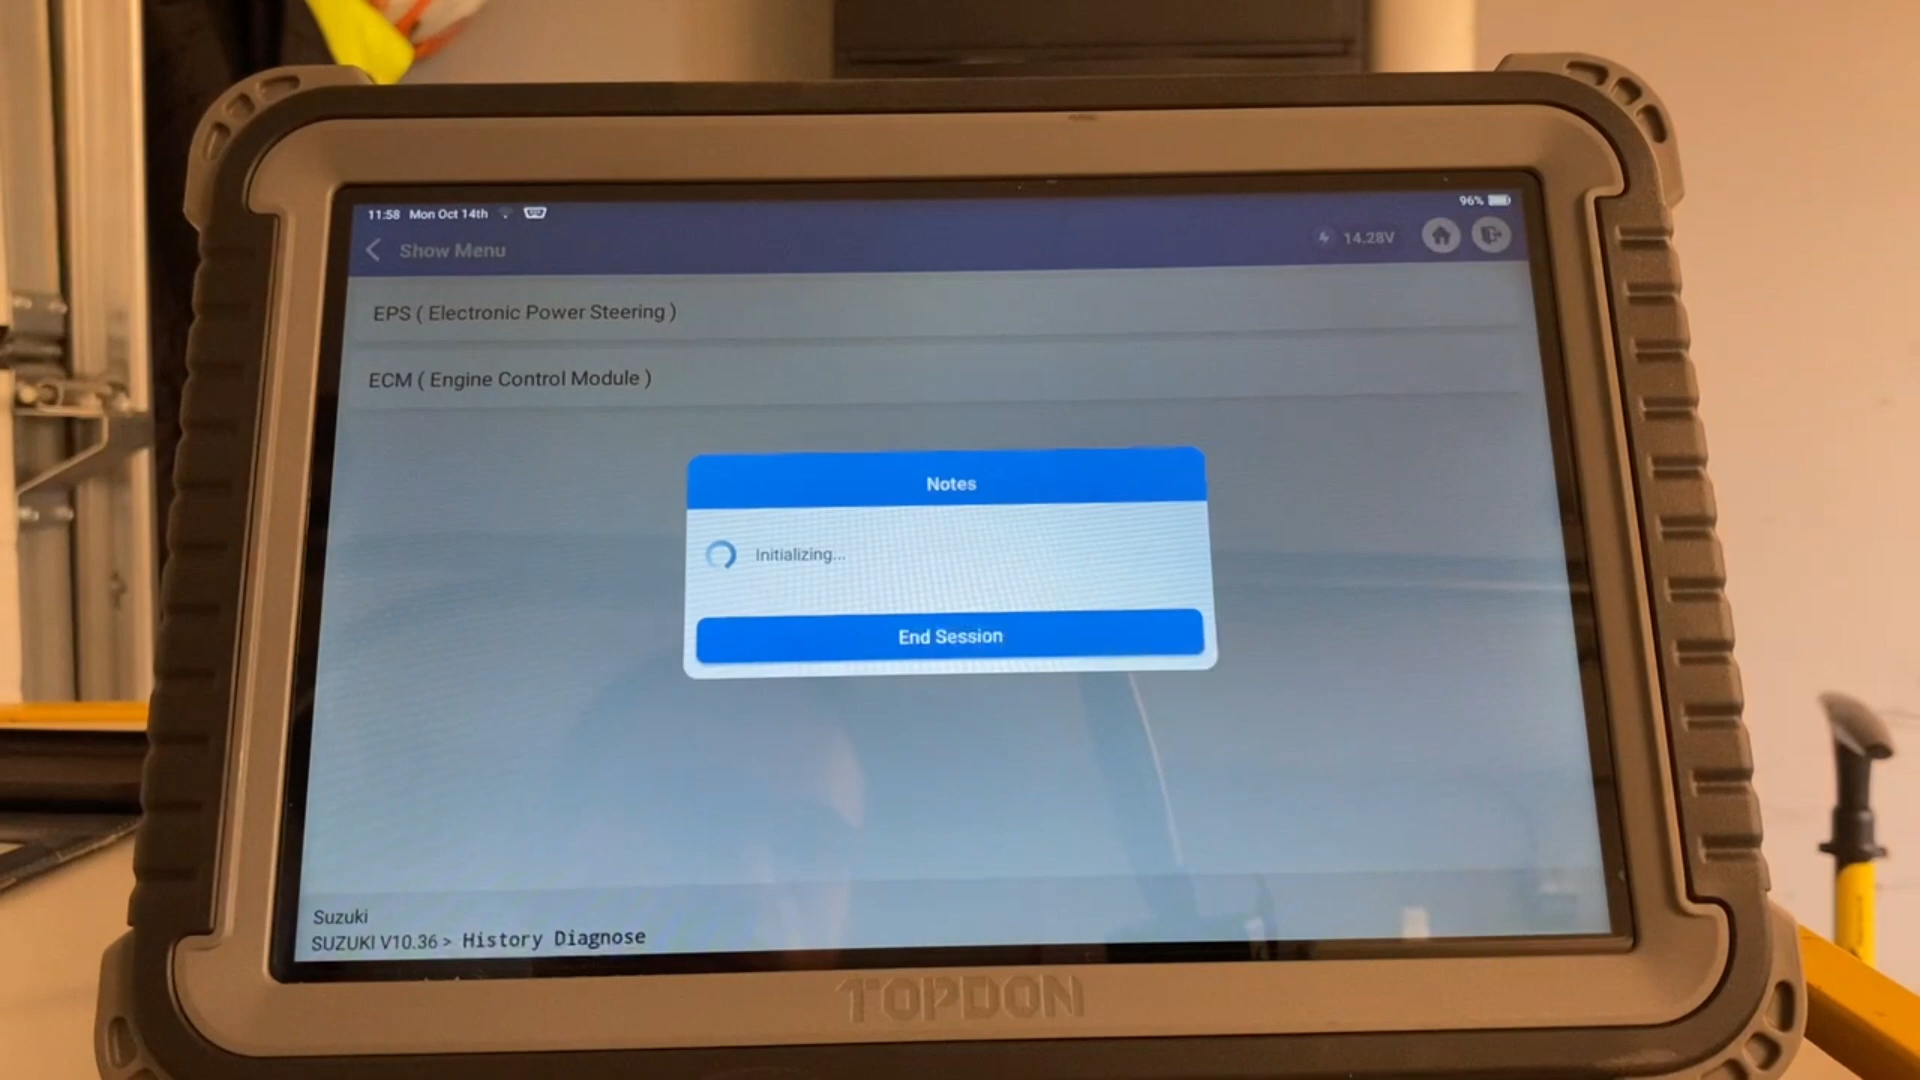 11:58 Mon Oct 14th
96%
Show Menu
14.28V
EPS ( Electronic Power Steering )
ECM ( Engine Control Module )
Notes
Initializing...
End Session
Suzuki
SUZUKI V10.36 > History Diagnose
TOPDON